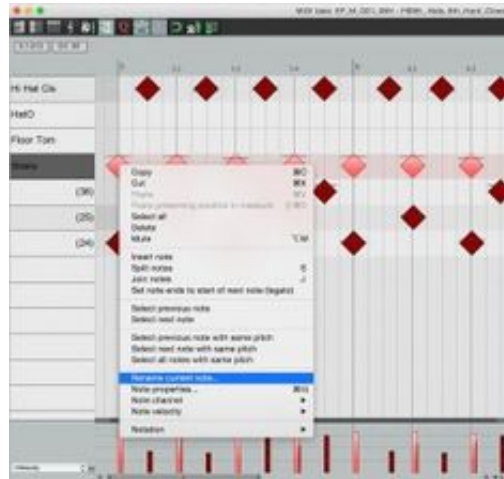 Hi Hat Cls
HatO
Floor Tom
Snare
(36)
(25)
(24)
Copy ⌘C
Cut ⌘X
Paste ⌘V
Select all
Delete
Mute
Insert note
Split notes S
Join notes J
Set note ends to start of next note (legato)
Select previous note
Select next note
Select previous note with same pitch
Select next note with same pitch
Select all notes with same pitch
Rename current note...
Note properties...
Note channel
Note velocity
Notation
Velocity